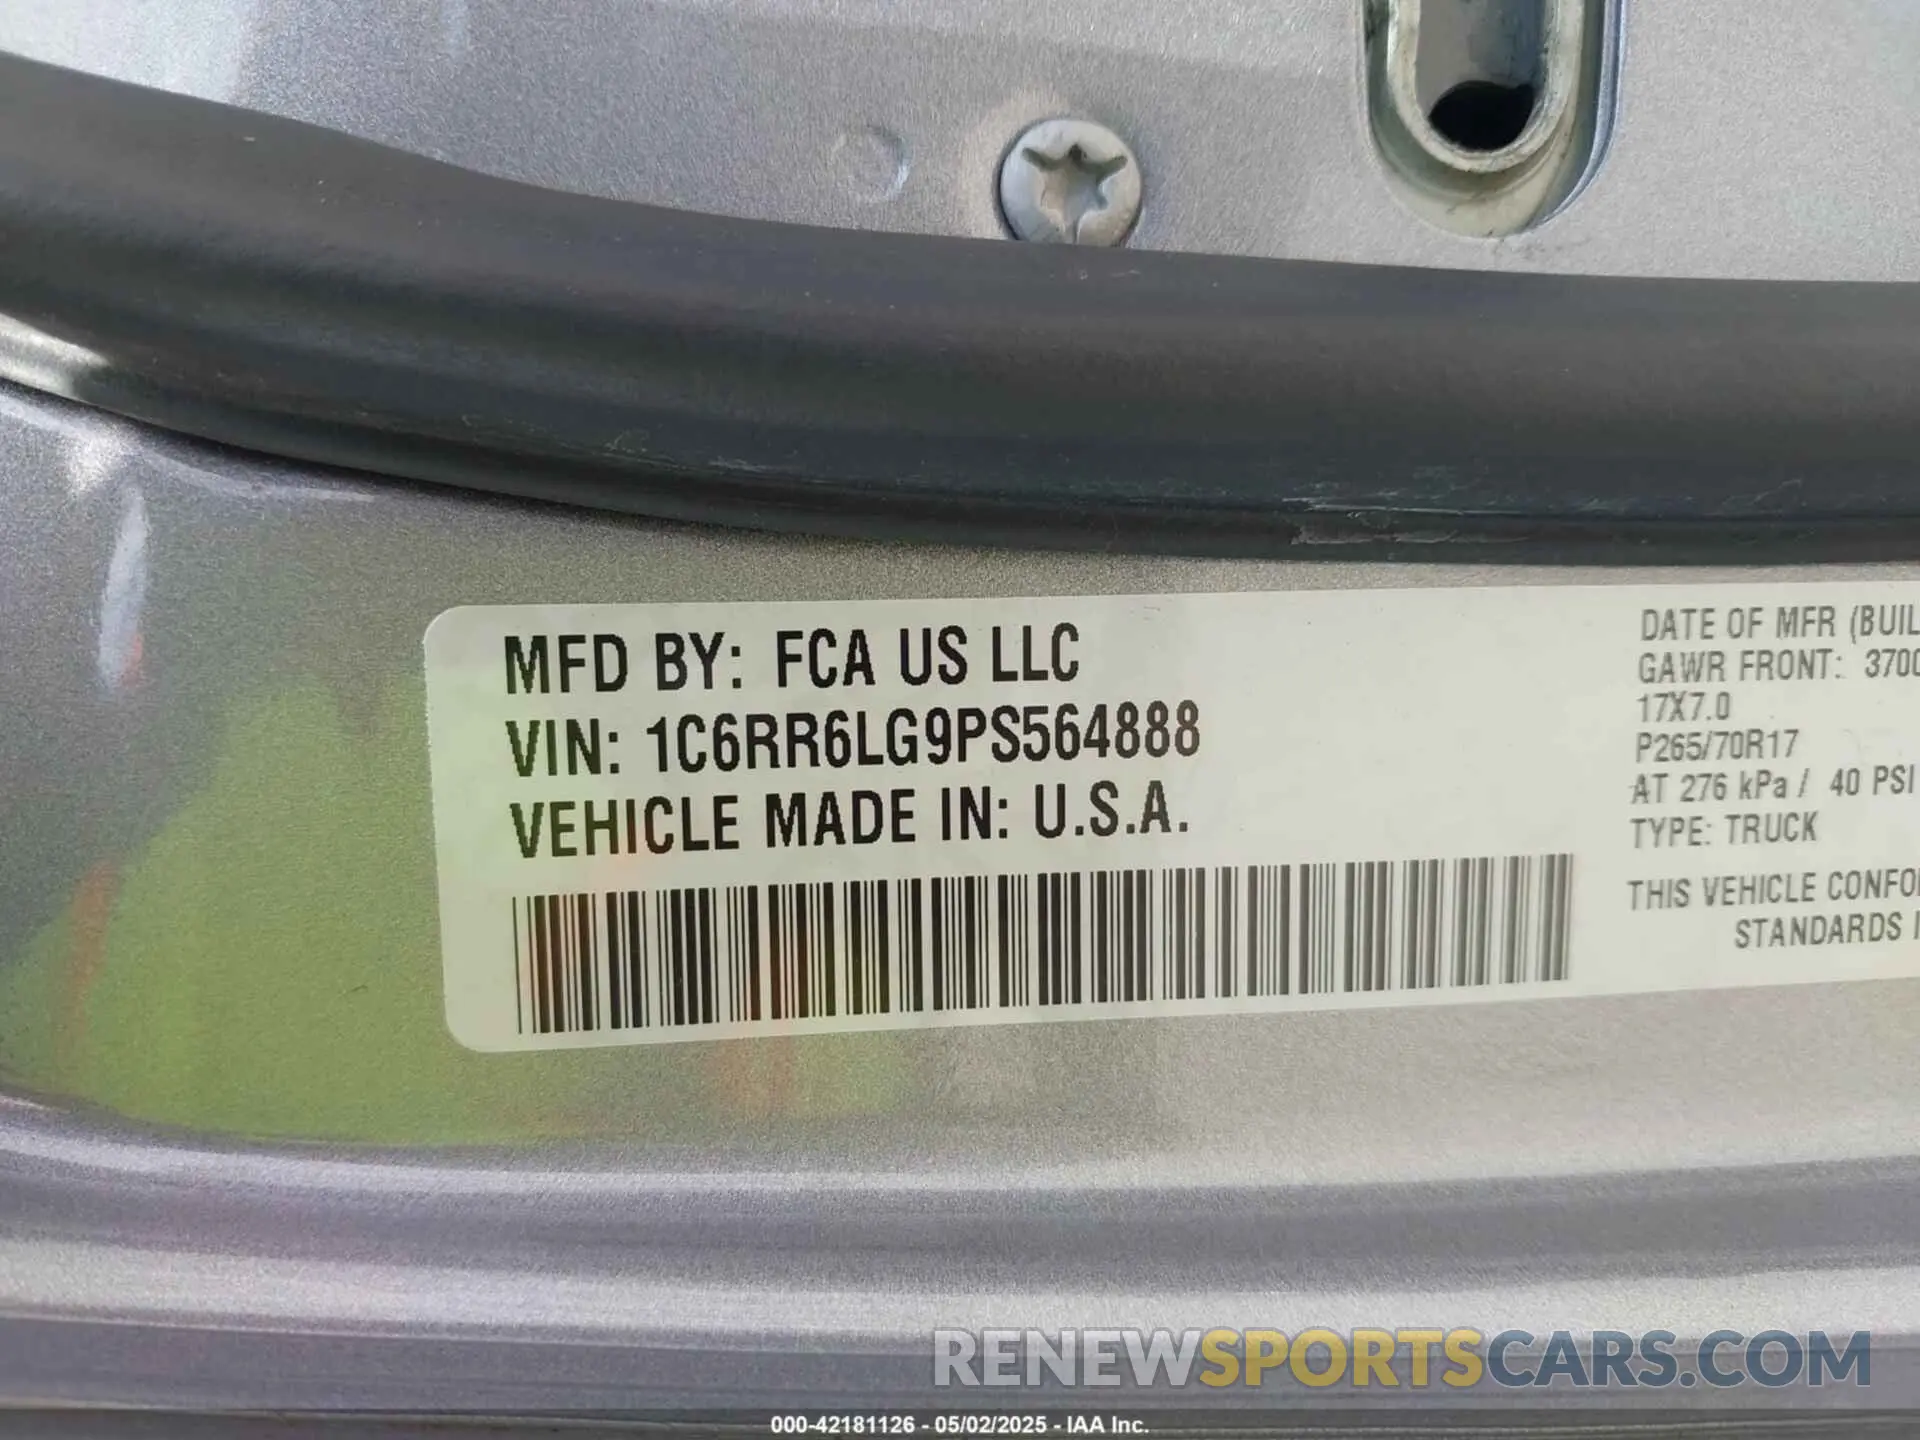 MFD BY: FCA US LLC
VIN: 1C6RR6LG9PS564888
VEHICLE MADE IN: U.S.A.
DATE OF MFR (BUIL
GAWR FRONT: 3700
17X7.0
P265/70R17
AT 276 kPa / 40 PSI
TYPE: TRUCK
THIS VEHICLE CONFO
STANDARDS I
RENEWSPORTSCARS.COM
000-42181126 - 05/02/2025 - IAA Inc.